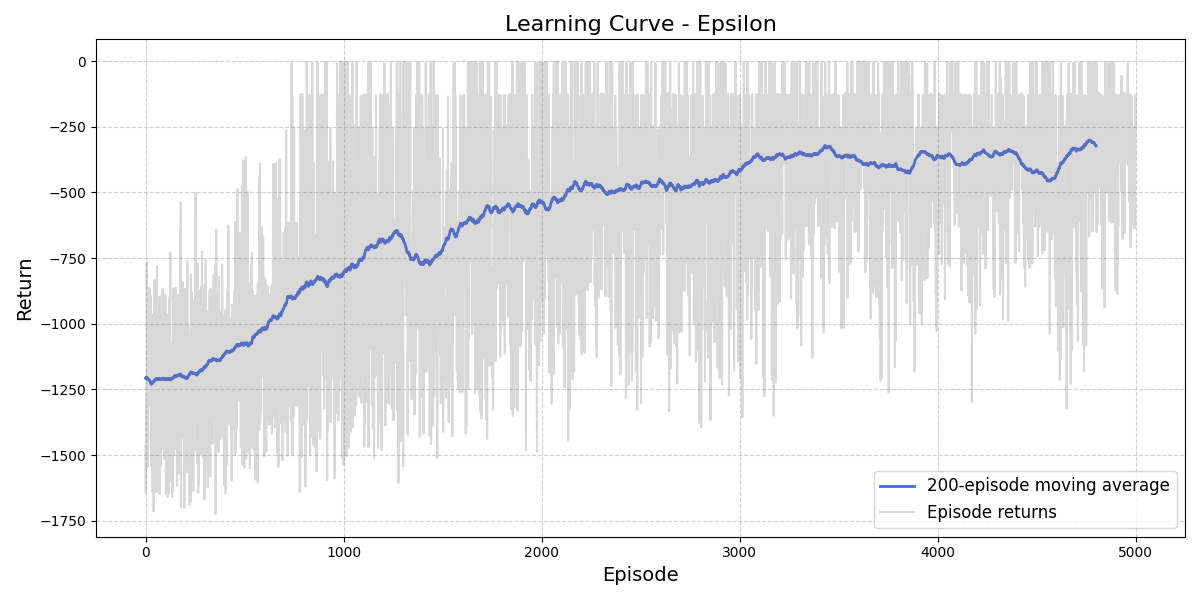 Learning Curve - Epsilon
Return
0
−250
−500
−750
−1000
−1250
−1500
−1750
200-episode moving average
Episode returns
0 1000 2000 3000 4000 5000
Episode